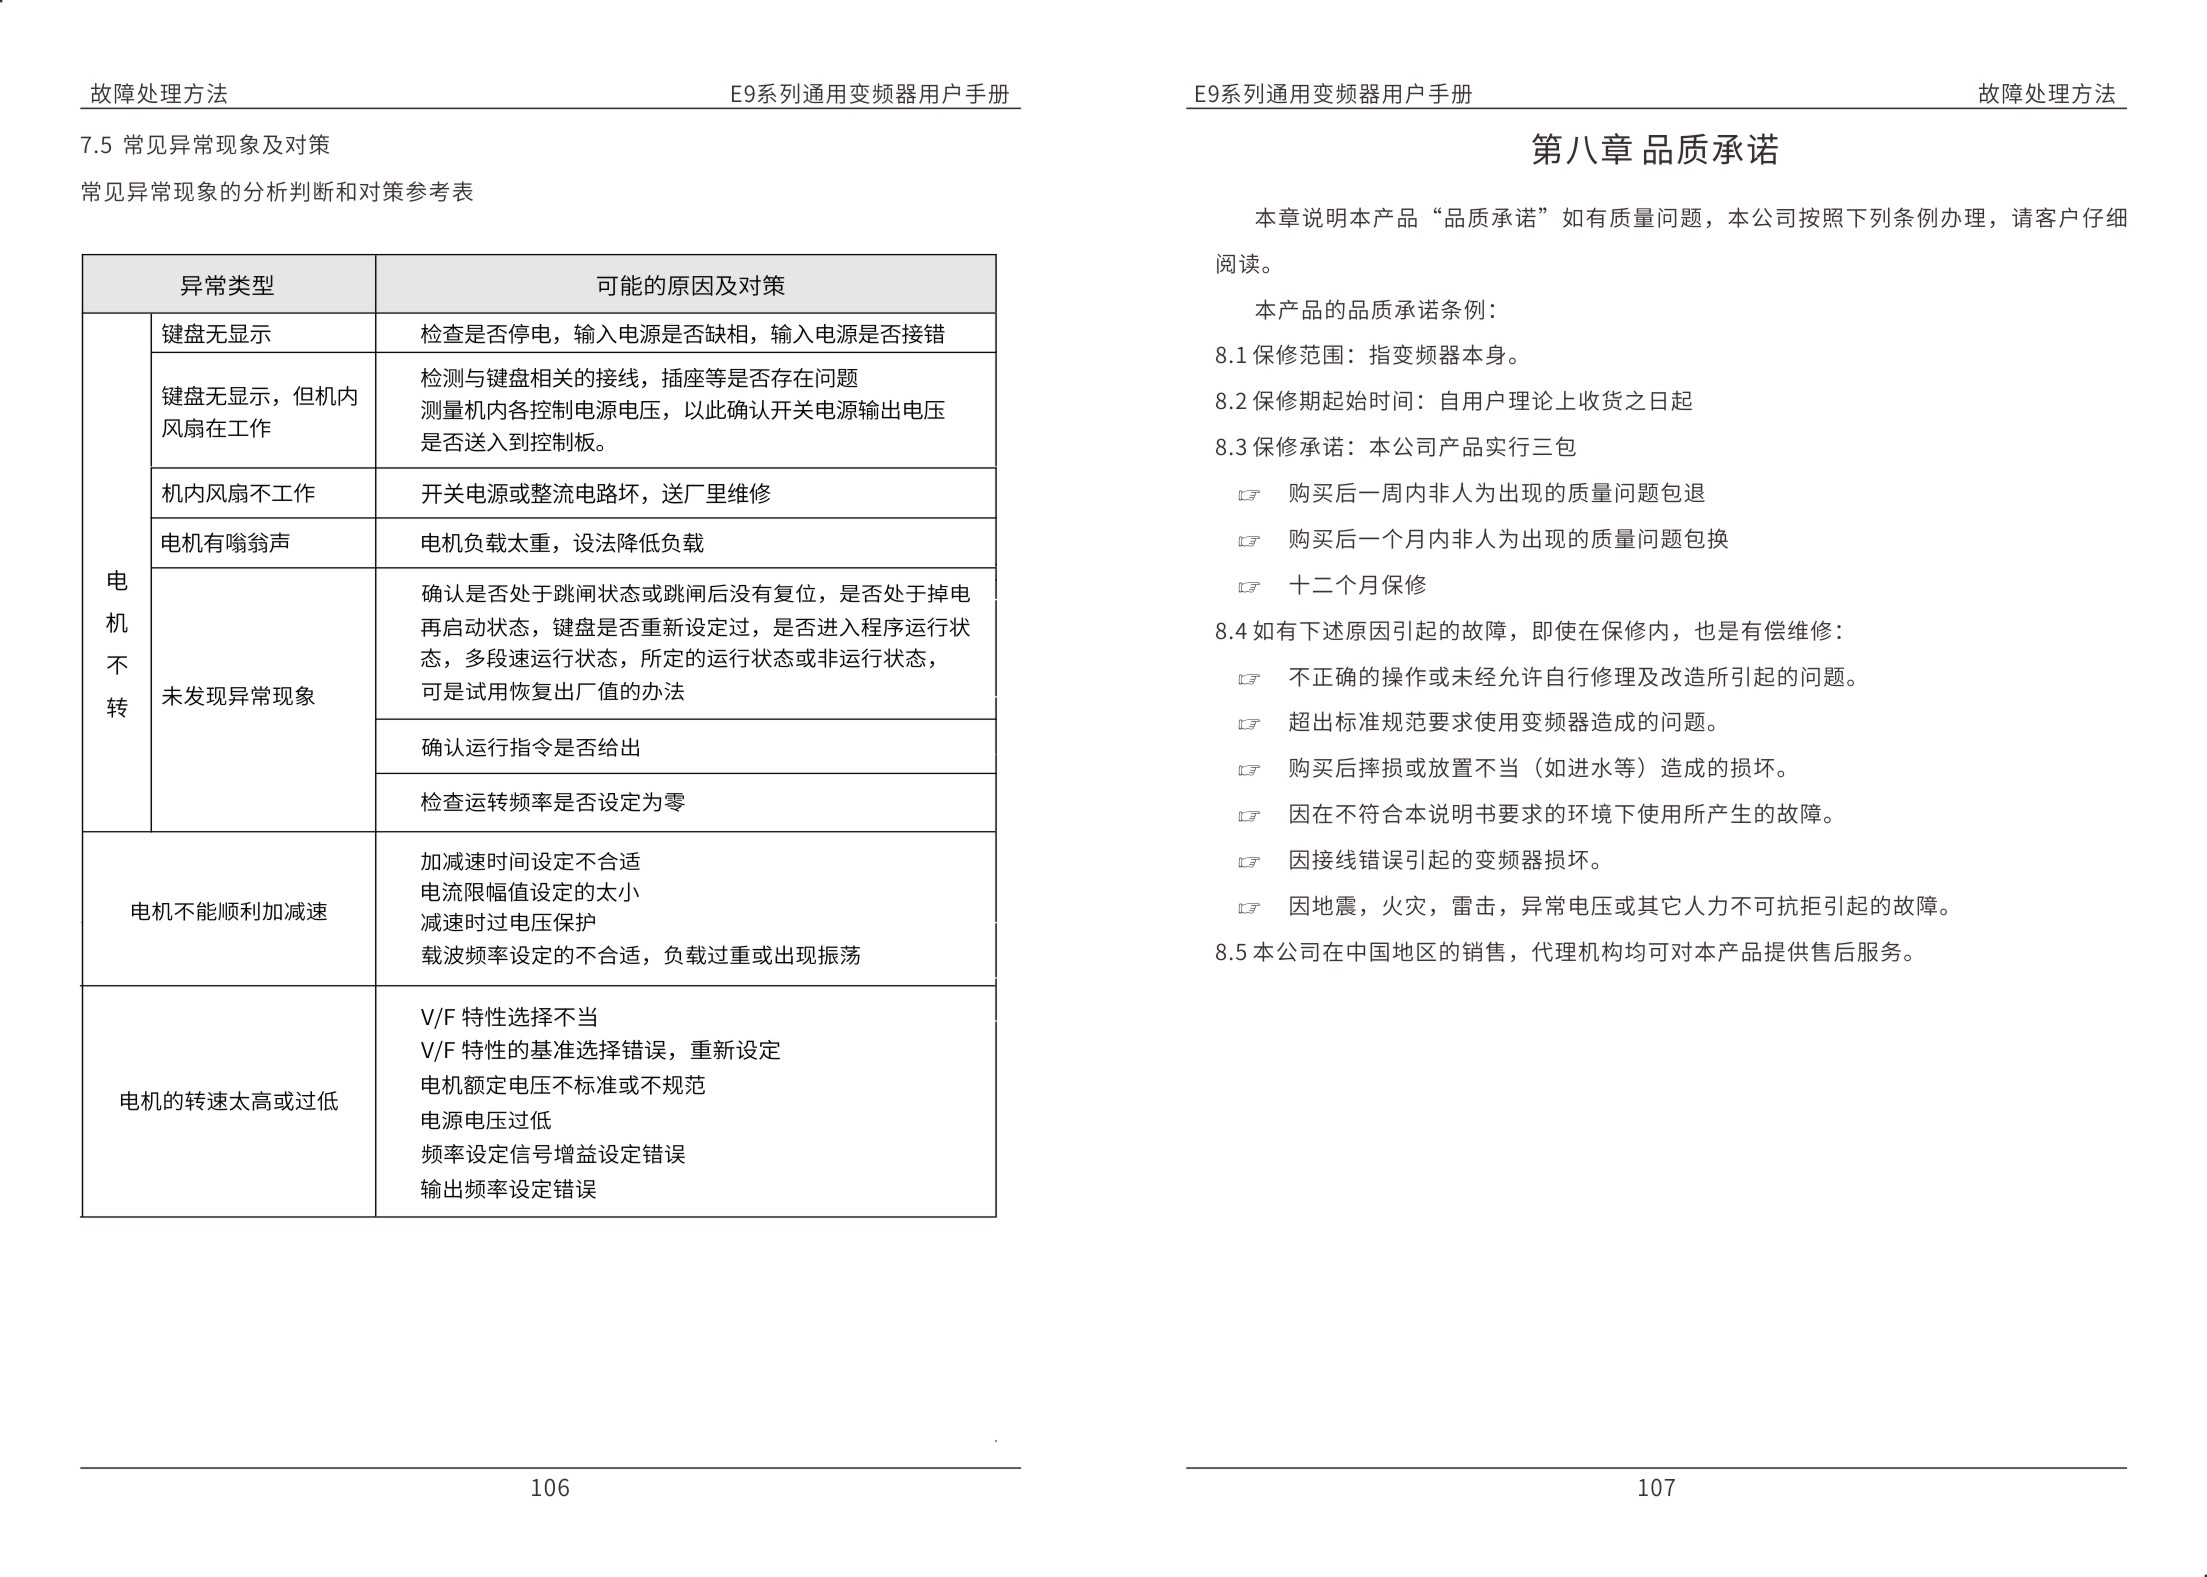 故障处理方法
E9系列通用变频器用户手册
7.5 常见异常现象及对策
常见异常现象的分析判断和对策参考表
异常类型
可能的原因及对策
电
机
不
转
键盘无显示
检查是否停电，输入电源是否缺相，输入电源是否接错
键盘无显示，但机内
风扇在工作
检测与键盘相关的接线，插座等是否存在问题
测量机内各控制电源电压，以此确认开关电源输出电压
是否送入到控制板。
机内风扇不工作
开关电源或整流电路坏，送厂里维修
电机有嗡翁声
电机负载太重，设法降低负载
未发现异常现象
确认是否处于跳闸状态或跳闸后没有复位，是否处于掉电
再启动状态，键盘是否重新设定过，是否进入程序运行状
态，多段速运行状态，所定的运行状态或非运行状态，
可是试用恢复出厂值的办法
确认运行指令是否给出
检查运转频率是否设定为零
电机不能顺利加减速
加减速时间设定不合适
电流限幅值设定的太小
减速时过电压保护
载波频率设定的不合适，负载过重或出现振荡
电机的转速太高或过低
V/F 特性选择不当
V/F 特性的基准选择错误，重新设定
电机额定电压不标准或不规范
电源电压过低
频率设定信号增益设定错误
输出频率设定错误
106
E9系列通用变频器用户手册
故障处理方法
第八章 品质承诺
本章说明本产品“品质承诺”如有质量问题，本公司按照下列条例办理，请客户仔细
阅读。
本产品的品质承诺条例：
8.1 保修范围：指变频器本身。
8.2 保修期起始时间：自用户理论上收货之日起
8.3 保修承诺：本公司产品实行三包
☞ 购买后一周内非人为出现的质量问题包退
☞ 购买后一个月内非人为出现的质量问题包换
☞ 十二个月保修
8.4 如有下述原因引起的故障，即使在保修内，也是有偿维修：
☞ 不正确的操作或未经允许自行修理及改造所引起的问题。
☞ 超出标准规范要求使用变频器造成的问题。
☞ 购买后摔损或放置不当（如进水等）造成的损坏。
☞ 因在不符合本说明书要求的环境下使用所产生的故障。
☞ 因接线错误引起的变频器损坏。
☞ 因地震，火灾，雷击，异常电压或其它人力不可抗拒引起的故障。
8.5 本公司在中国地区的销售，代理机构均可对本产品提供售后服务。
107